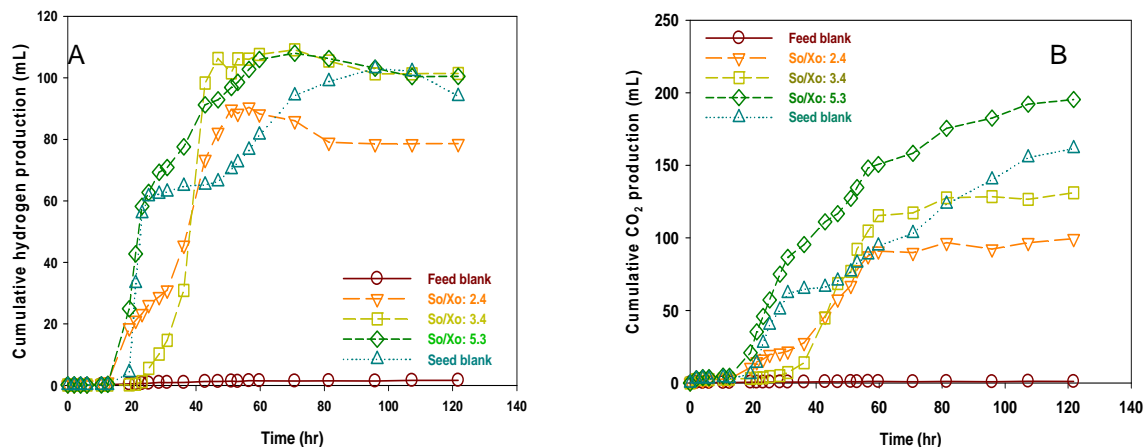 A
Cumulative hydrogen production (mL)
120
100
80
60
40
20
0
Feed blank
So/Xo: 2.4
So/Xo: 3.4
So/Xo: 5.3
Seed blank
0 20 40 60 80 100 120 140
Time (hr)
B
Cumulative CO₂ production (mL)
250
200
150
100
50
0
Feed blank
So/Xo: 2.4
So/Xo: 3.4
So/Xo: 5.3
Seed blank
0 20 40 60 80 100 120 140
Time (hr)